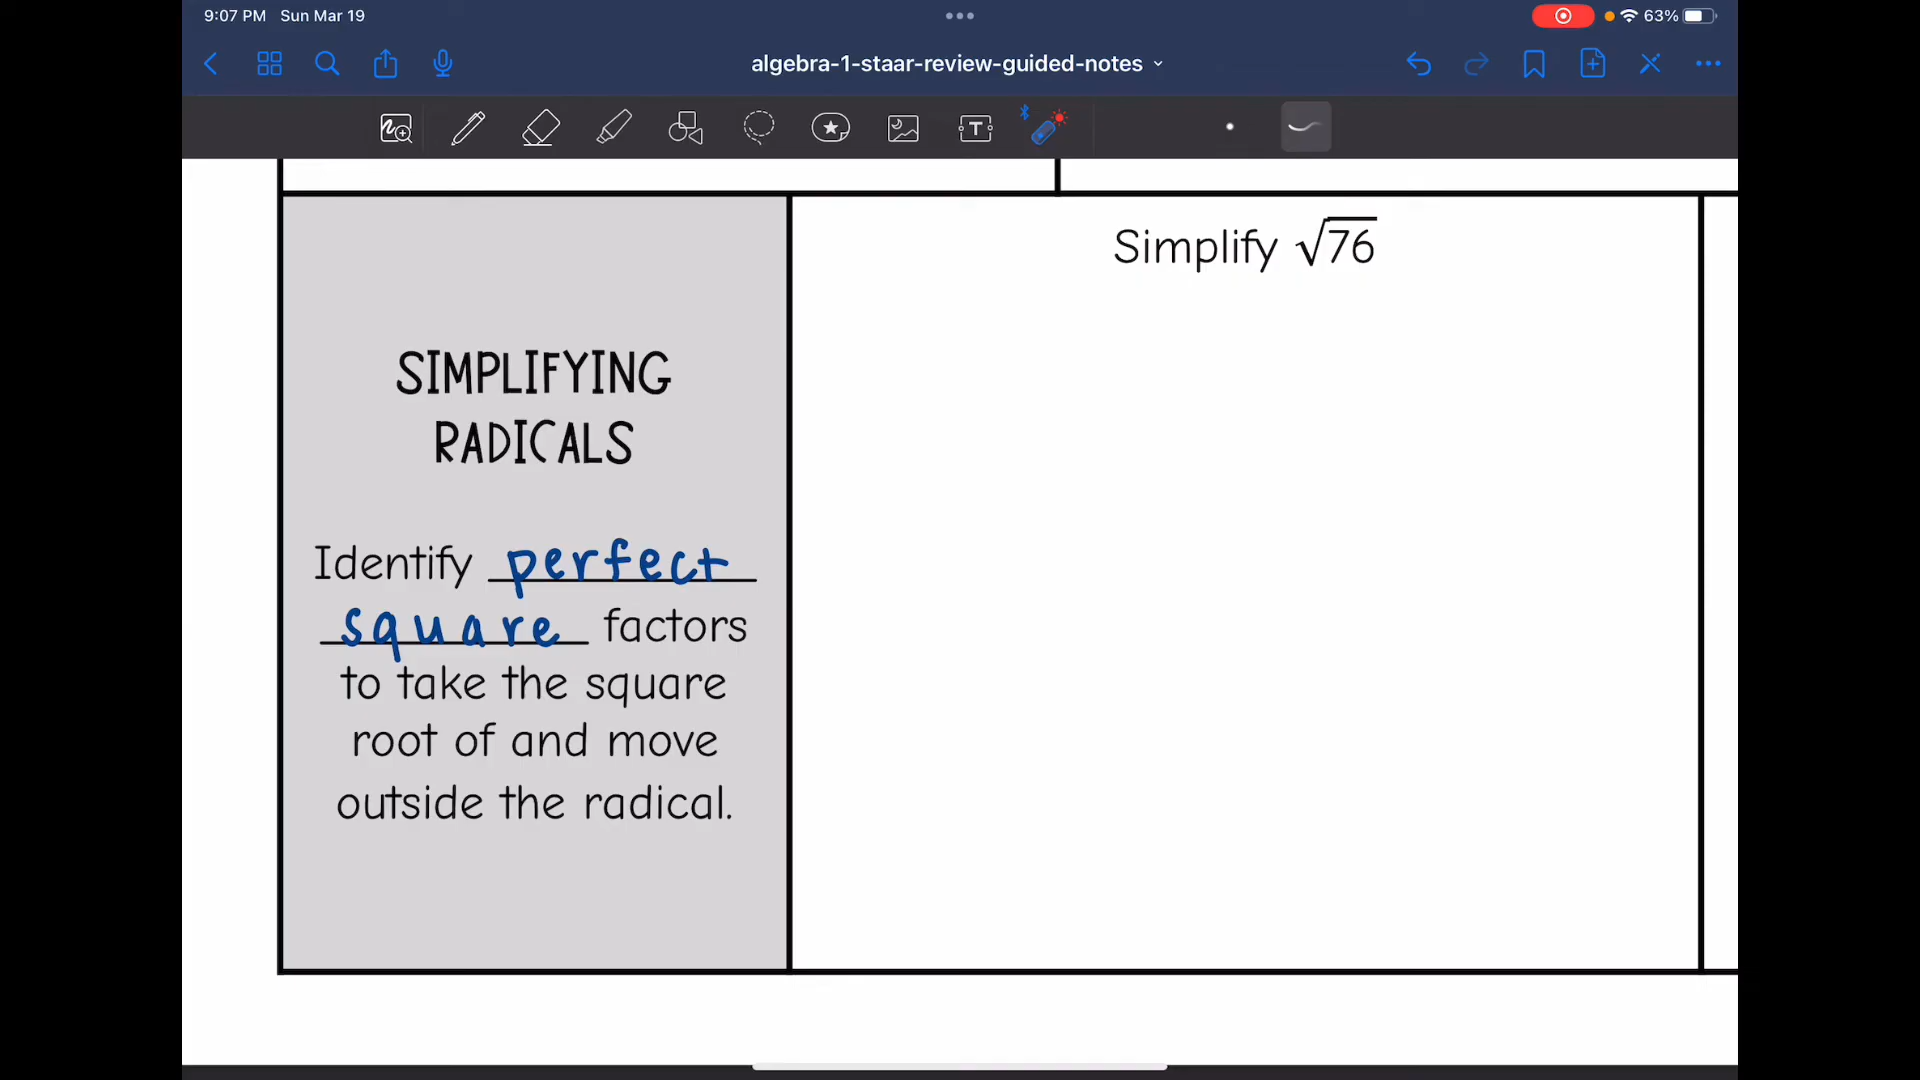 9:07 PM Sun Mar 19
63%
algebra-1-staar-review-guided-notes
T
Simplify √76
SIMPLIFYING
RADICALS
Identify perfect
square factors
to take the square
root of and move
outside the radical.